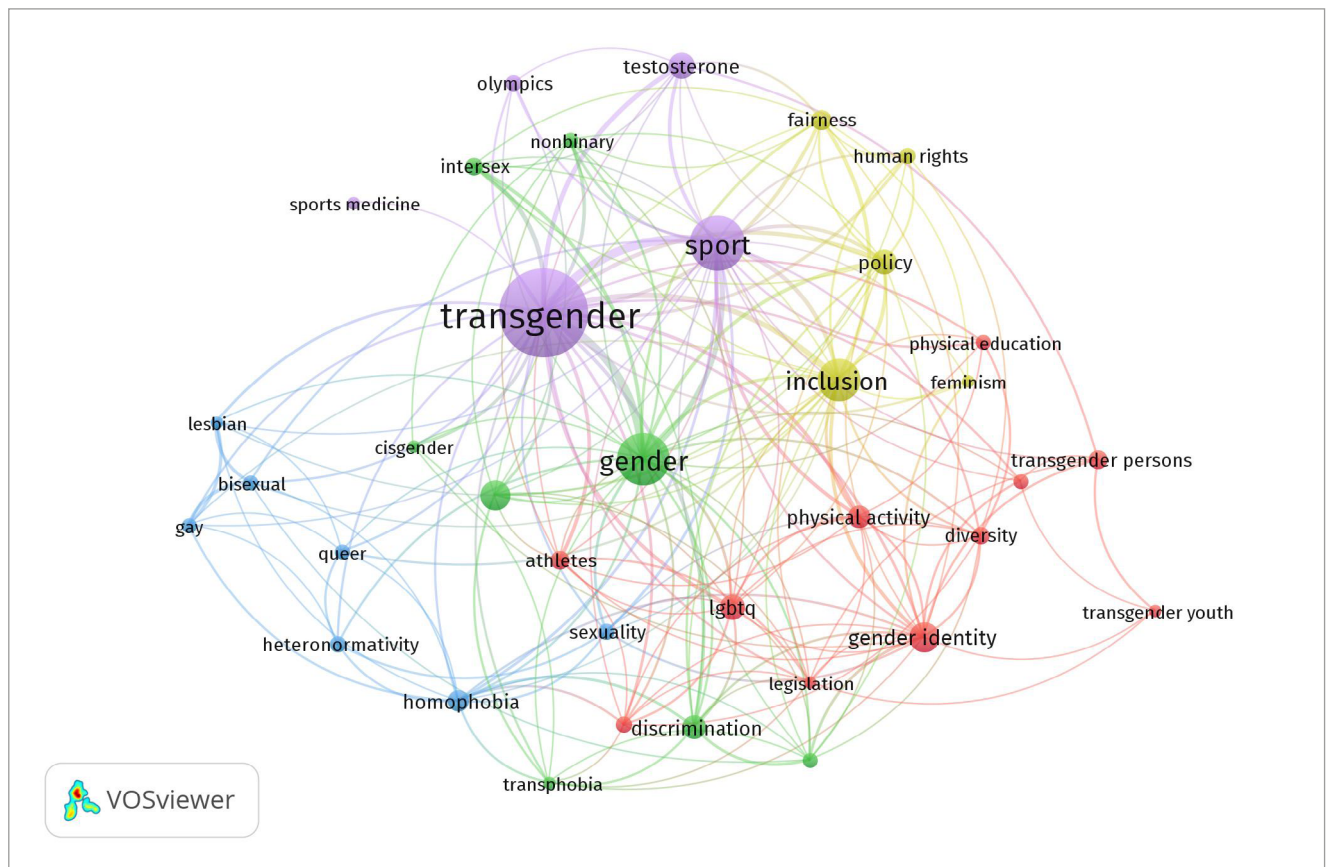 testosterone
olympics
fairness
nonbinary
human rights
intersex
sports medicine
sport
policy
transgender
physical education
inclusion
feminism
lesbian
cisgender
gender
transgender persons
bisexual
physical activity
gay
diversity
queer
athletes
lgbtq
transgender youth
sexuality
gender identity
heteronormativity
legislation
homophobia
discrimination
transphobia
VOSviewer